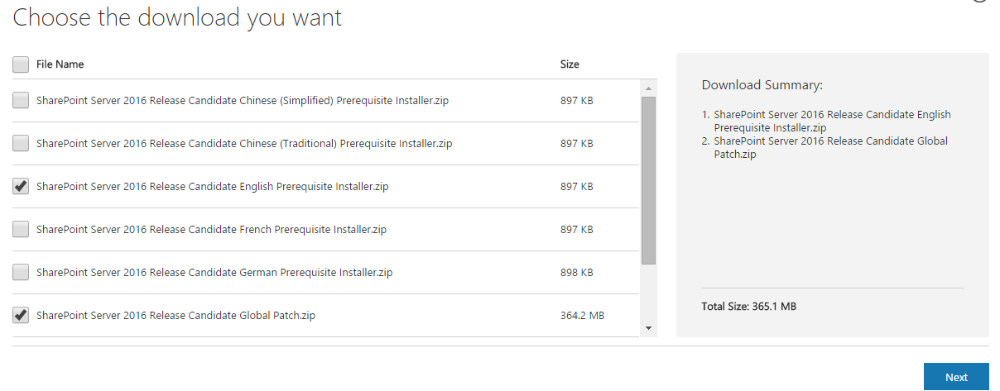 Choose the download you want
File Name Size
SharePoint Server 2016 Release Candidate Chinese (Simplified) Prerequisite Installer.zip 897 KB
SharePoint Server 2016 Release Candidate Chinese (Traditional) Prerequisite Installer.zip 897 KB
SharePoint Server 2016 Release Candidate English Prerequisite Installer.zip 897 KB
SharePoint Server 2016 Release Candidate French Prerequisite Installer.zip 897 KB
SharePoint Server 2016 Release Candidate German Prerequisite Installer.zip 898 KB
SharePoint Server 2016 Release Candidate Global Patch.zip 364.2 MB
Download Summary:
1. SharePoint Server 2016 Release Candidate English
Prerequisite Installer.zip
2. SharePoint Server 2016 Release Candidate Global
Patch.zip
Total Size: 365.1 MB
Next